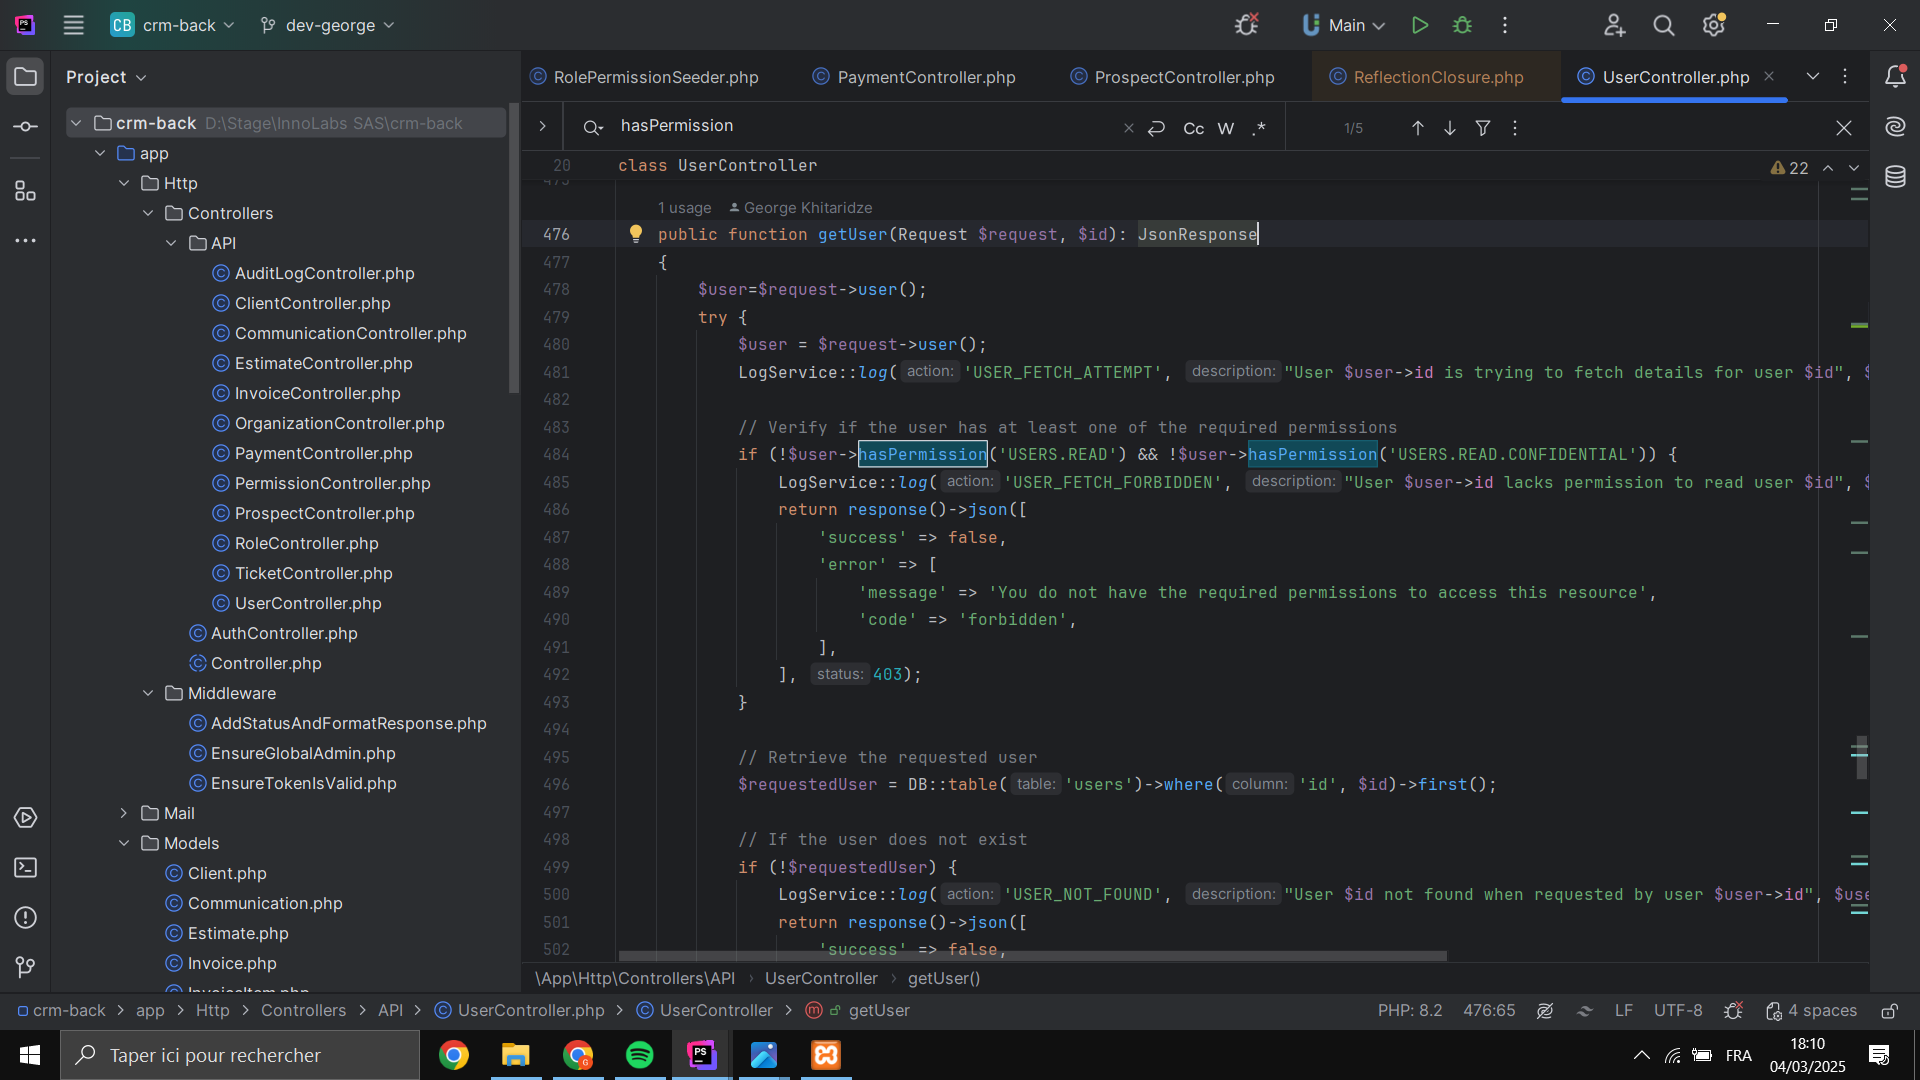 CB crm-back dev-george Main
Project
RolePermissionSeeder.php PaymentController.php ProspectController.php ReflectionClosure.php UserController.php
crm-back D:\Stage\InnoLabs SAS\crm-back
app
Http
Controllers
API
AuditLogController.php
ClientController.php
CommunicationController.php
EstimateController.php
InvoiceController.php
OrganizationController.php
PaymentController.php
PermissionController.php
ProspectController.php
RoleController.php
TicketController.php
UserController.php
AuthController.php
Controller.php
Middleware
AddStatusAndFormatResponse.php
EnsureGlobalAdmin.php
EnsureTokenIsValid.php
Mail
Models
Client.php
Communication.php
Estimate.php
Invoice.php
InvoiceItem.php
hasPermission Cc W .* 1/5
20 class UserController 22
475
1 usage George Khitaridze
476 public function getUser(Request $request, $id): JsonResponse
477 {
478 $user=$request->user();
479 try {
480 $user = $request->user();
481 LogService::log( action: 'USER_FETCH_ATTEMPT', description: "User $user->id is trying to fetch details for user $id", $
482
483 // Verify if the user has at least one of the required permissions
484 if (!$user->hasPermission('USERS.READ') && !$user->hasPermission('USERS.READ.CONFIDENTIAL')) {
485 LogService::log( action: 'USER_FETCH_FORBIDDEN', description: "User $user->id lacks permission to read user $id", $
486 return response()->json([
487 'success' => false,
488 'error' => [
489 'message' => 'You do not have the required permissions to access this resource',
490 'code' => 'forbidden',
491 ],
492 ], status: 403);
493 }
494
495 // Retrieve the requested user
496 $requestedUser = DB::table( table: 'users')->where( column: 'id', $id)->first();
497
498 // If the user does not exist
499 if (!$requestedUser) {
500 LogService::log( action: 'USER_NOT_FOUND', description: "User $id not found when requested by user $user->id", $use
501 return response()->json([
502 'success' => false,
\App\Http\Controllers\API › UserController › getUser()
crm-back > app > Http > Controllers > API > UserController.php > UserController > m getUser PHP: 8.2 476:65 LF UTF-8 4 spaces
Taper ici pour rechercher FRA 18:10
04/03/2025